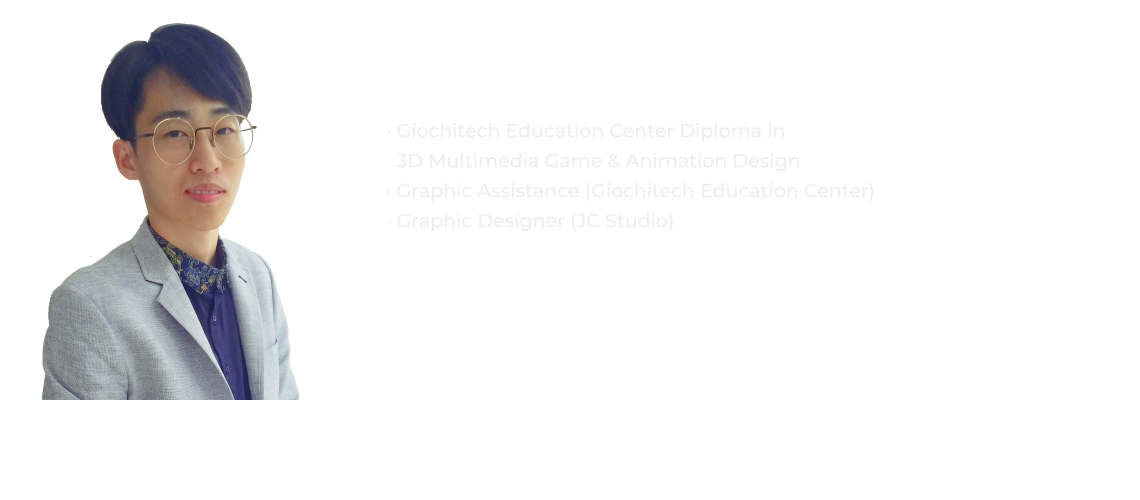 · Giochitech Education Center Diploma in
3D Multimedia Game & Animation Design
· Graphic Assistance (Giochitech Education Center)
· Graphic Designer (JC Studio)